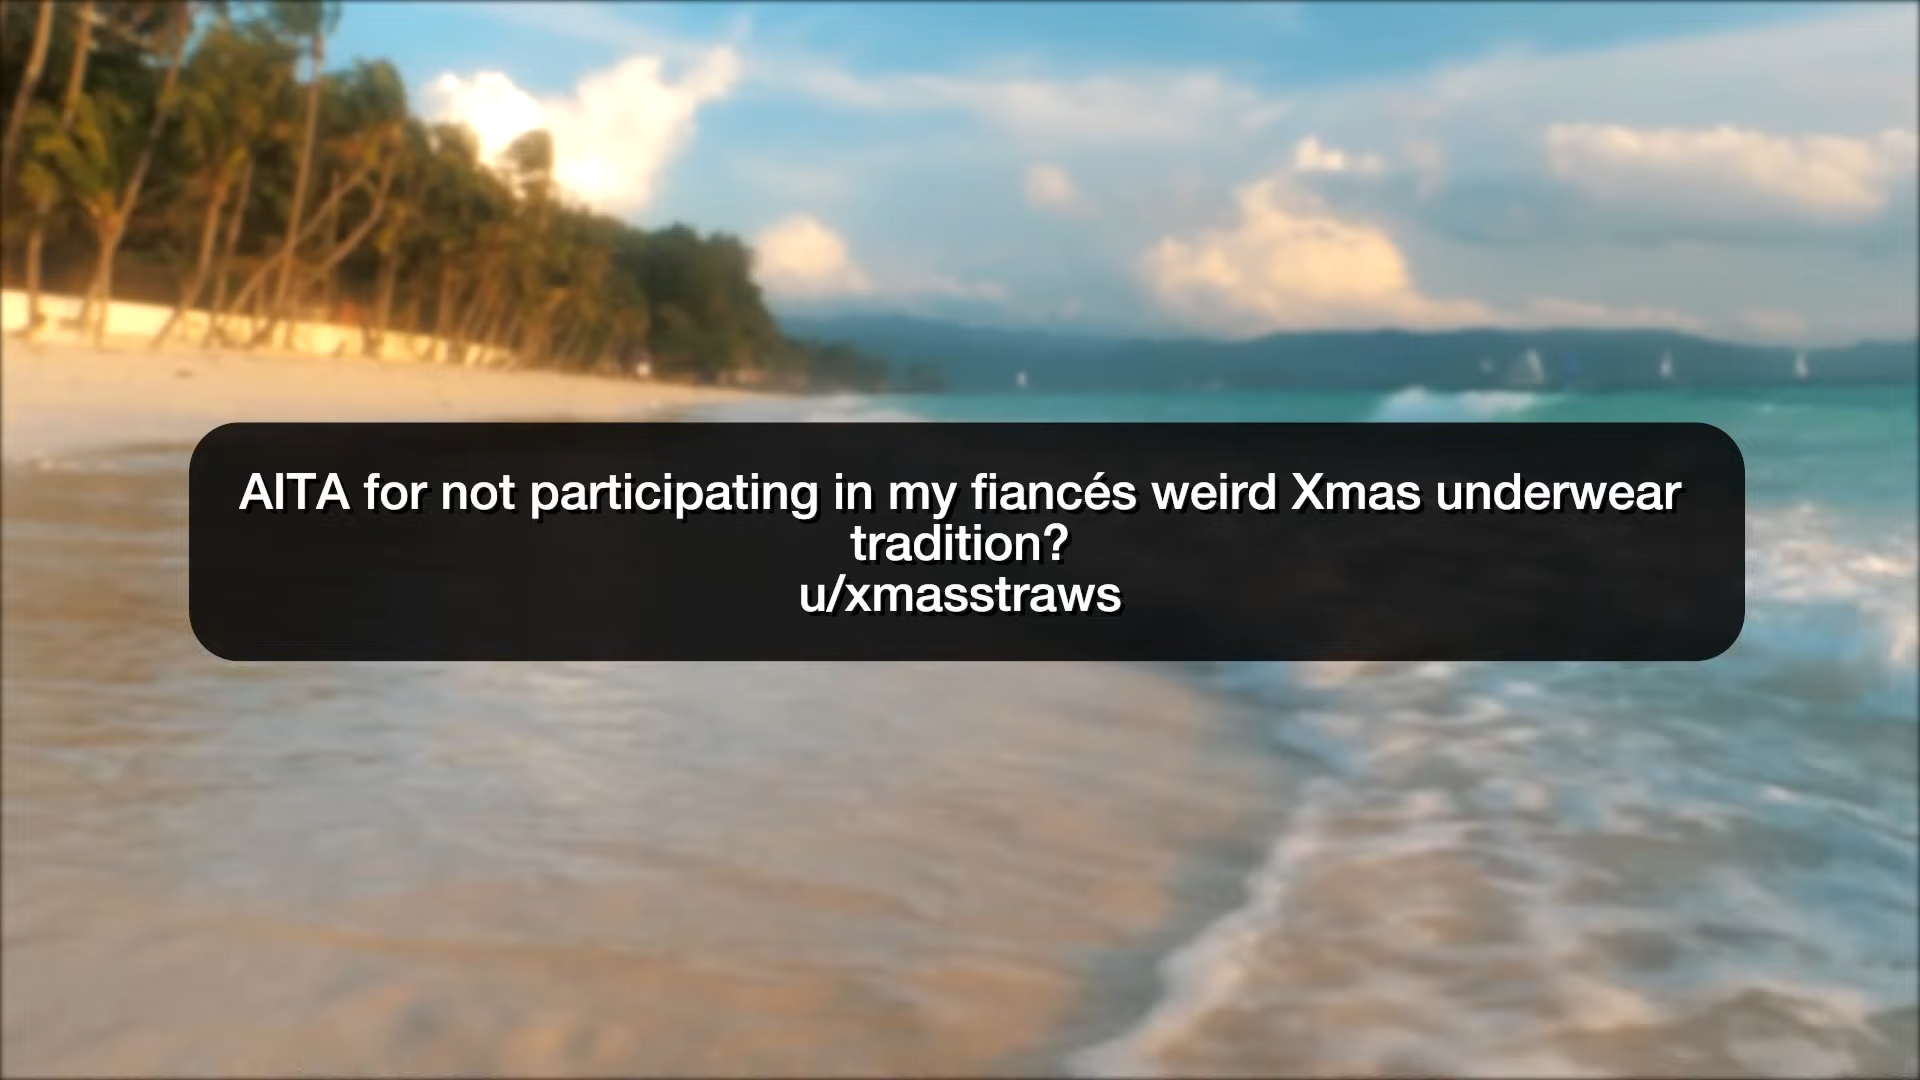 AITA for not participating in my fiancés weird Xmas underwear
tradition?
u/xmasstraws